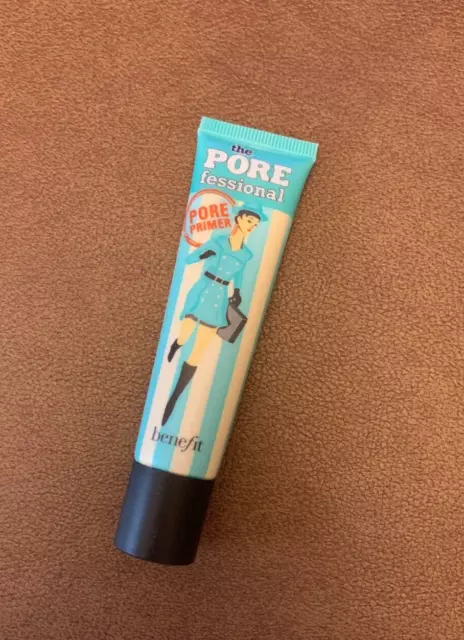 the
PORE
fessional
PORE
PRIMER
benefit